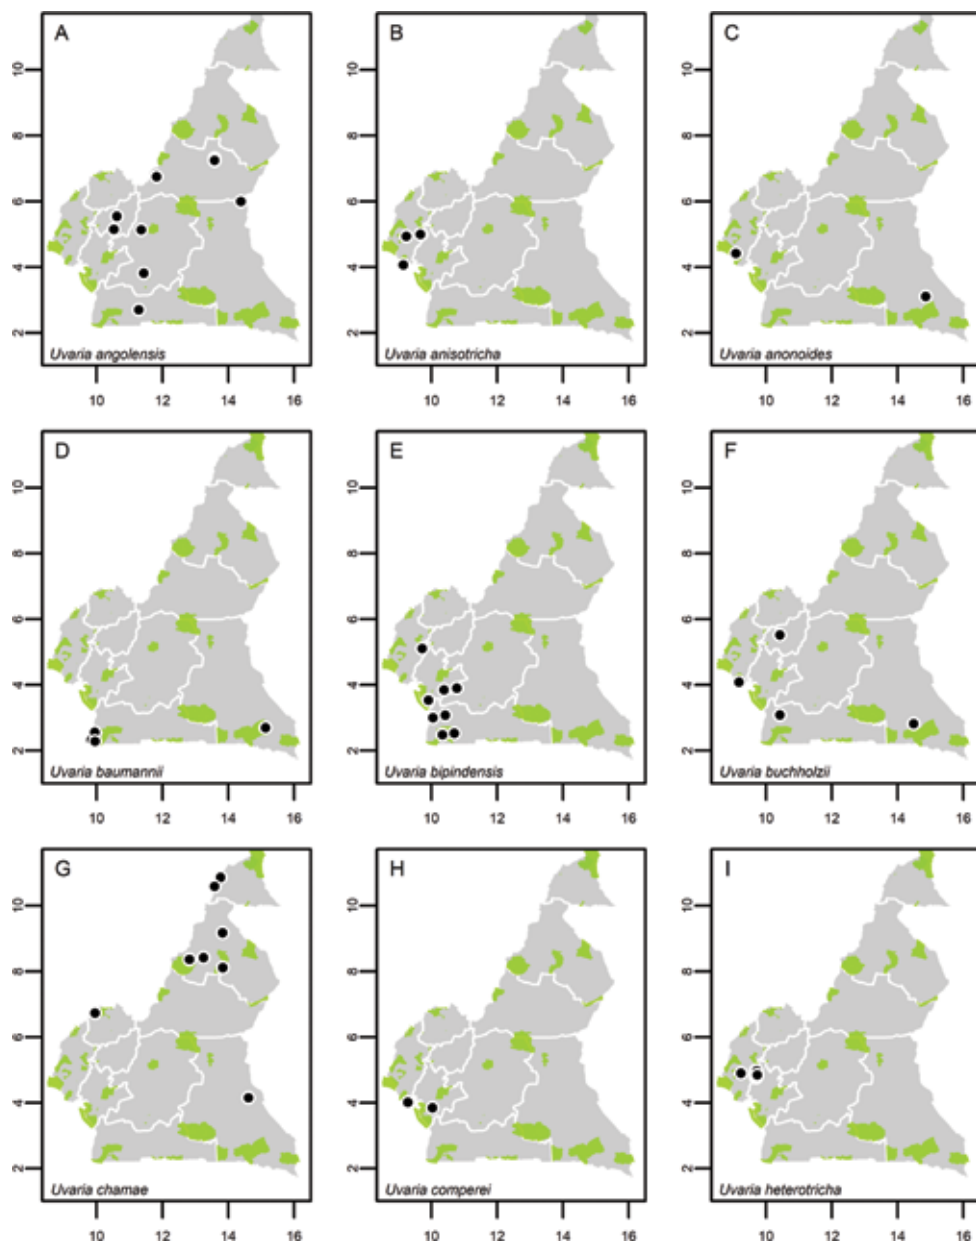 A
B
C
10
8
6
4
2
Uvaria angolensis
Uvaria anisotricha
Uvaria anonoides
10 12 14 16
10 12 14 16
10 12 14 16
D
E
F
10
8
6
4
2
10
8
6
4
2
10
8
6
4
2
10
8
6
4
2
10
8
6
4
2
Uvaria baumannii
Uvaria bipindensis
Uvaria buchholzii
10 12 14 16
10 12 14 16
10 12 14 16
G
H
I
10
8
6
4
2
10
8
6
4
2
10
8
6
4
2
Uvaria chamae
Uvaria comperei
Uvaria heterotricha
10 12 14 16
10 12 14 16
10 12 14 16